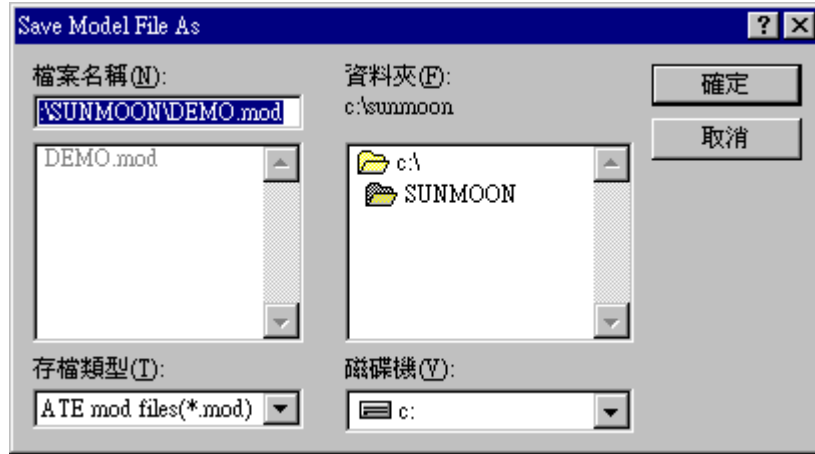 Save Model File As
檔案名稱(N):
:\SUNMOON\DEMO.mod
DEMO.mod
存檔類型(T):
ATE mod files(*.mod)
資料夾(F):
c:\sunmoon
c:\
SUNMOON
磁碟機(V):
c:
確定
取消